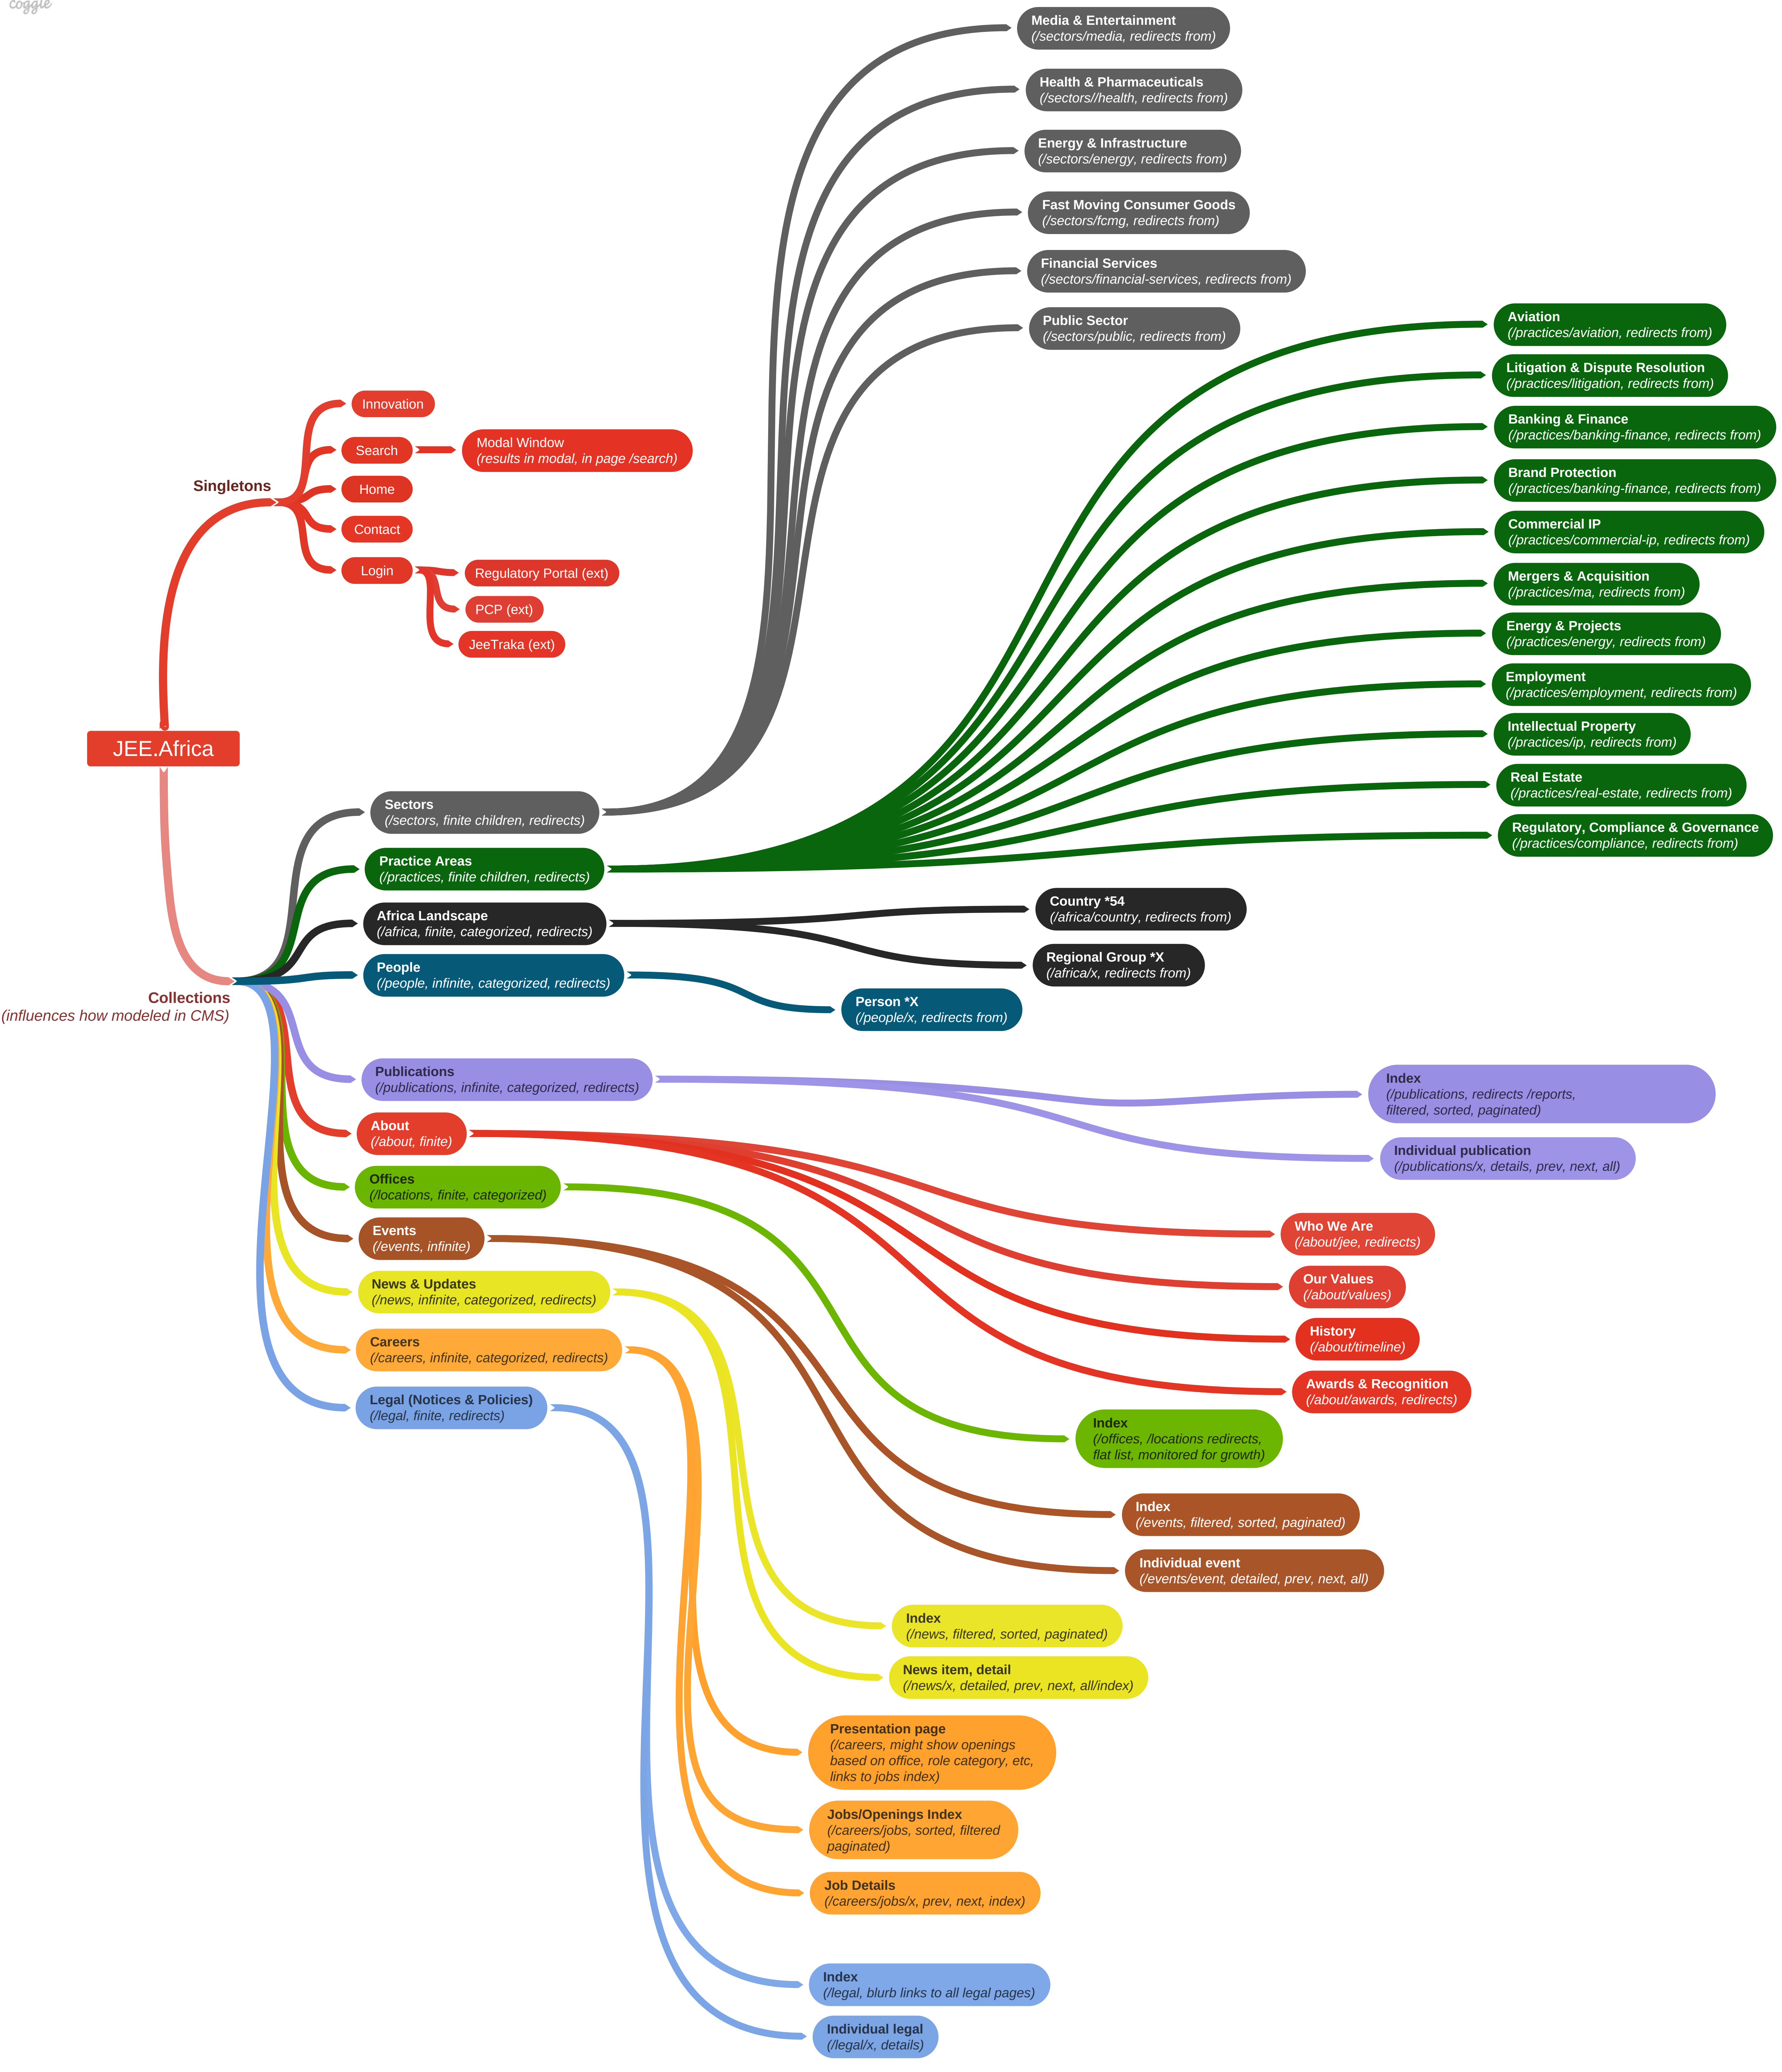 coggle
Media & Entertainment
(/sectors/media, redirects from)
Health & Pharmaceuticals
(/sectors//health, redirects from)
Energy & Infrastructure
(/sectors/energy, redirects from)
Fast Moving Consumer Goods
(/sectors/fcmg, redirects from)
Financial Services
(/sectors/financial-services, redirects from)
Public Sector
(/sectors/public, redirects from)
Aviation
(/practices/aviation, redirects from)
Litigation & Dispute Resolution
(/practices/litigation, redirects from)
Banking & Finance
(/practices/banking-finance, redirects from)
Brand Protection
(/practices/banking-finance, redirects from)
Commercial IP
(/practices/commercial-ip, redirects from)
Mergers & Acquisition
(/practices/ma, redirects from)
Energy & Projects
(/practices/energy, redirects from)
Employment
(/practices/employment, redirects from)
Intellectual Property
(/practices/ip, redirects from)
Real Estate
(/practices/real-estate, redirects from)
Regulatory, Compliance & Governance
(/practices/compliance, redirects from)
Innovation
Search
Modal Window
(results in modal, in page /search)
Singletons
Home
Contact
Login
Regulatory Portal (ext)
PCP (ext)
JeeTraka (ext)
JEE.Africa
Sectors
(/sectors, finite children, redirects)
Practice Areas
(/practices, finite children, redirects)
Africa Landscape
(/africa, finite, categorized, redirects)
Country *54
(/africa/country, redirects from)
Regional Group *X
(/africa/x, redirects from)
People
(/people, infinite, categorized, redirects)
Person *X
(/people/x, redirects from)
Collections
(influences how modeled in CMS)
Publications
(/publications, infinite, categorized, redirects)
Index
(/publications, redirects /reports,
filtered, sorted, paginated)
Individual publication
(/publications/x, details, prev, next, all)
About
(/about, finite)
Offices
(/locations, finite, categorized)
Events
(/events, infinite)
News & Updates
(/news, infinite, categorized, redirects)
Careers
(/careers, infinite, categorized, redirects)
Legal (Notices & Policies)
(/legal, finite, redirects)
Who We Are
(/about/jee, redirects)
Our Values
(/about/values)
History
(/about/timeline)
Awards & Recognition
(/about/awards, redirects)
Index
(/offices, /locations redirects,
flat list, monitored for growth)
Index
(/events, filtered, sorted, paginated)
Individual event
(/events/event, detailed, prev, next, all)
Index
(/news, filtered, sorted, paginated)
News item, detail
(/news/x, detailed, prev, next, all/index)
Presentation page
(/careers, might show openings
based on office, role category, etc,
links to jobs index)
Jobs/Openings Index
(/careers/jobs, sorted, filtered
paginated)
Job Details
(/careers/jobs/x, prev, next, index)
Index
(/legal, blurb links to all legal pages)
Individual legal
(/legal/x, details)